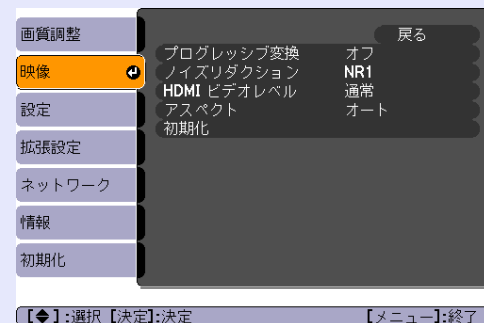 画質調整
映像
設定
拡張設定
ネットワーク
情報
初期化
戻る
プログレッシブ変換 オフ
ノイズリダクション NR1
HDMI ビデオレベル 通常
アスペクト オート
初期化
【◆】:選択 【決定】:決定 【メニュー】:終了